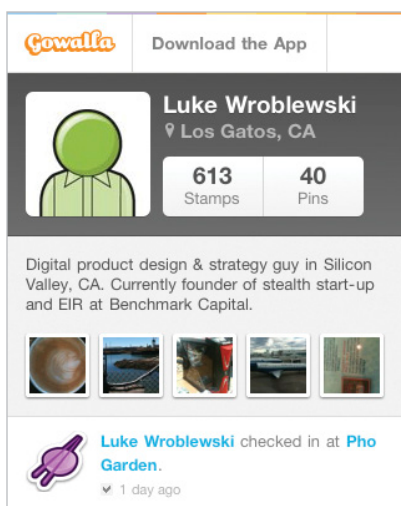 Gowalla
Download the App
Luke Wroblewski
Los Gatos, CA
613
Stamps
40
Pins
Digital product design & strategy guy in Silicon
Valley, CA. Currently founder of stealth start-up
and EIR at Benchmark Capital.
Luke Wroblewski checked in at Pho
Garden.
1 day ago